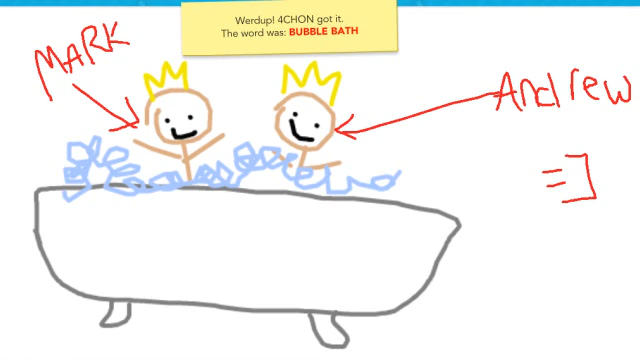 Werdup! 4CHON got it.
The word was: BUBBLE BATH
MARK
Andrew
=]